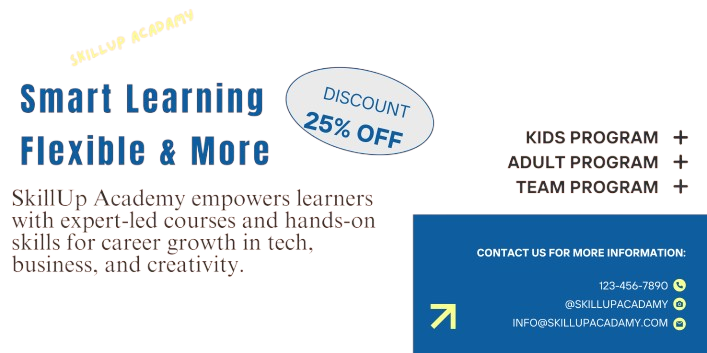 SKILLUP ACADAMY
Smart Learning
Flexible & More
DISCOUNT
25% OFF
SkillUp Academy empowers learners
with expert-led courses and hands-on
skills for career growth in tech,
business, and creativity.
KIDS PROGRAM +
ADULT PROGRAM +
TEAM PROGRAM +
CONTACT US FOR MORE INFORMATION:
123-456-7890
@SKILLUPACADAMY
INFO@SKILLUPACADAMY.COM